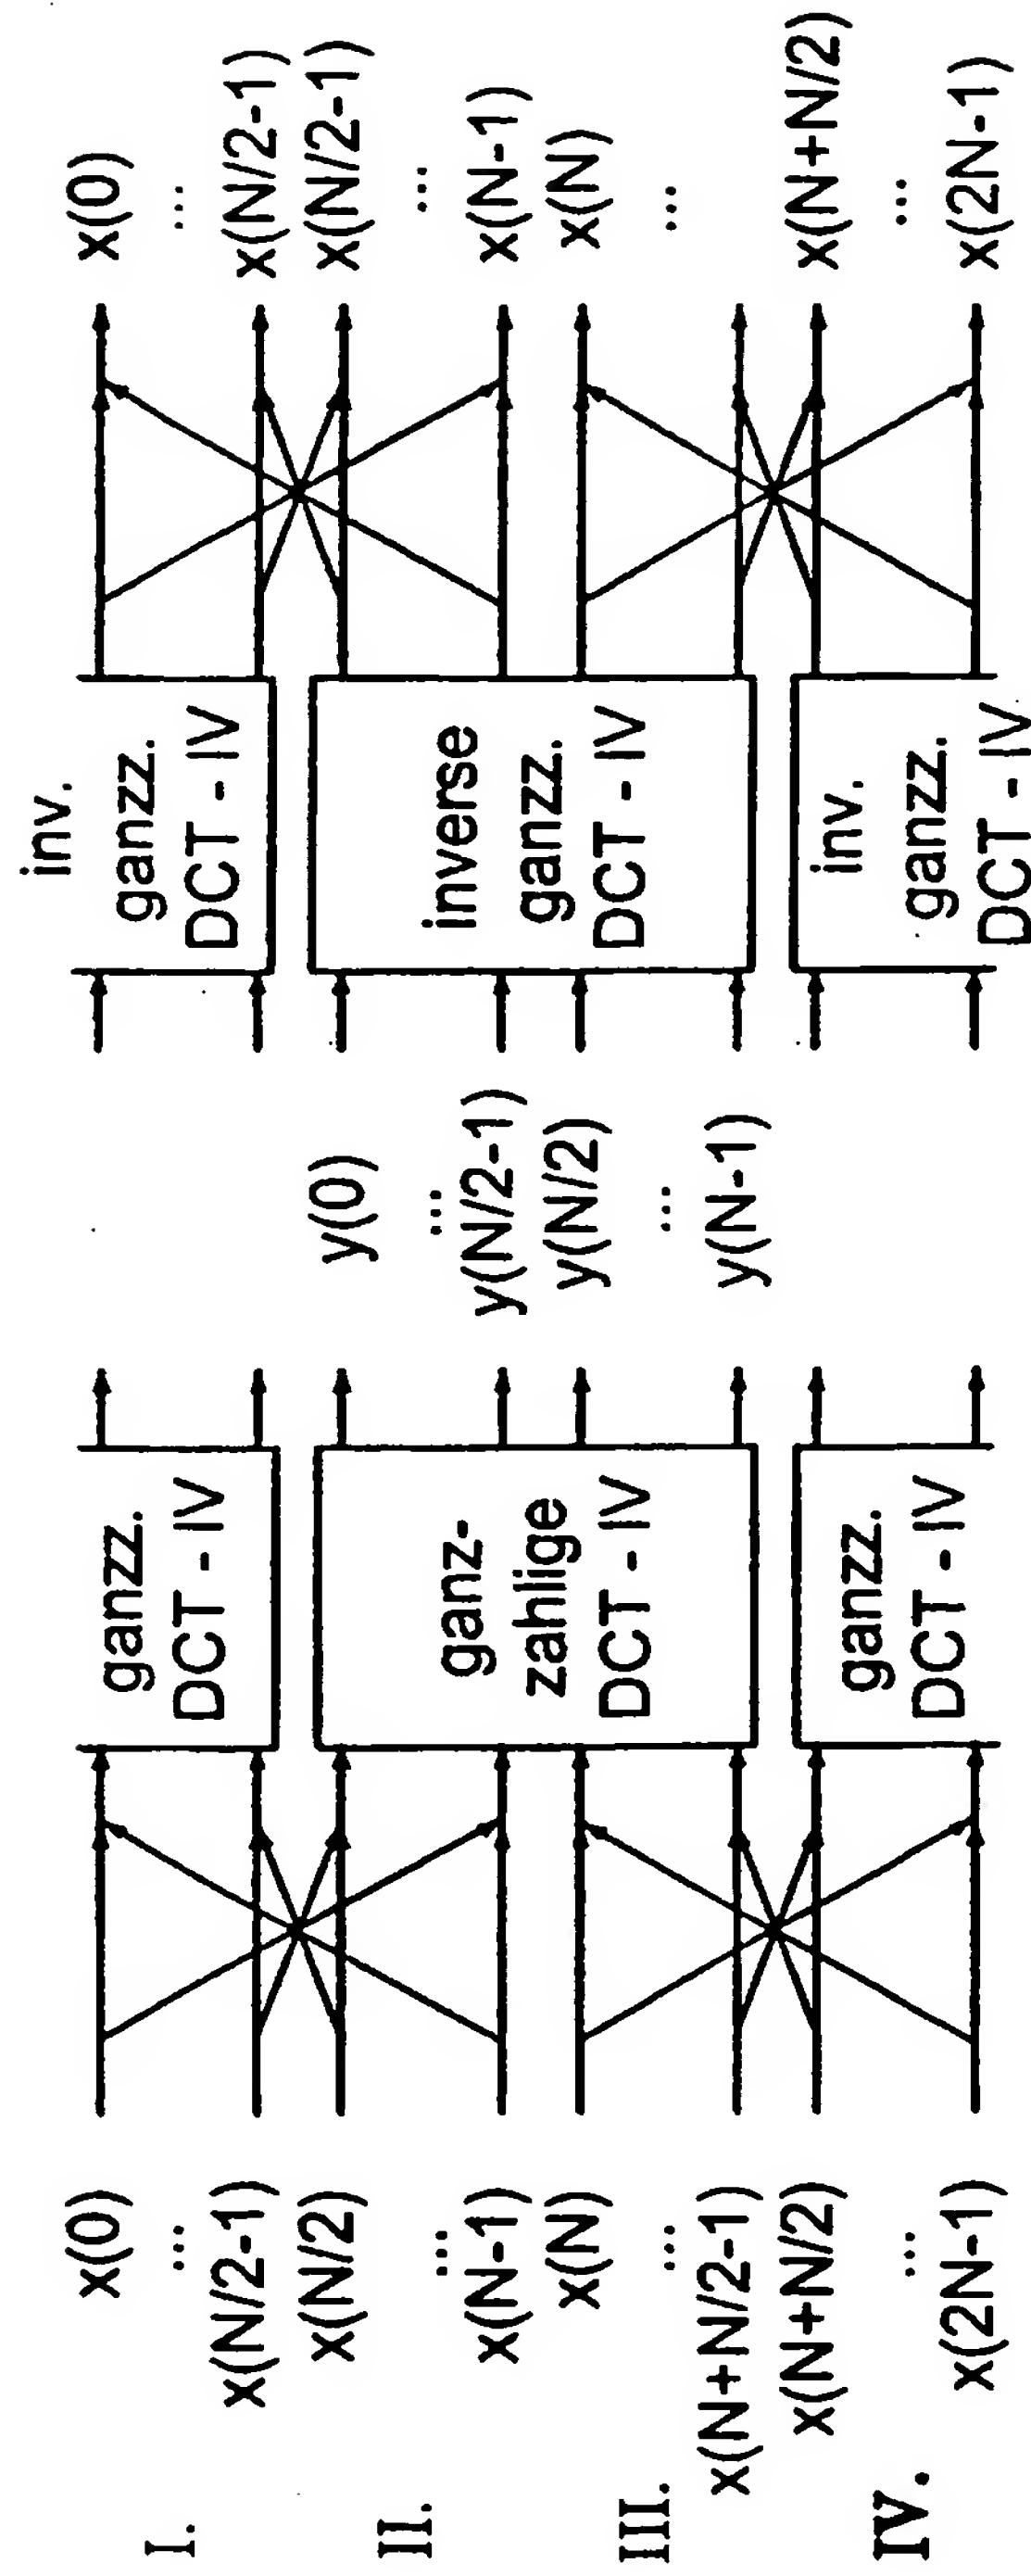 I.
II.
III.
IV.
x(0)
...
x(N/2-1)
x(N/2)
...
x(N-1)
x(N)
...
x(N+N/2-1)
x(N+N/2)
...
x(2N-1)
ganzz.
DCT - IV
ganz-
zahlige
DCT - IV
ganzz.
DCT - IV
y(0)
...
y(N/2-1)
y(N/2)
...
y(N-1)
inv.
ganzz.
DCT - IV
inverse
ganzz.
DCT - IV
inv.
ganzz.
DCT - IV
x(0)
...
x(N/2-1)
x(N/2-1)
...
x(N-1)
x(N)
...
x(N+N/2)
...
x(2N-1)